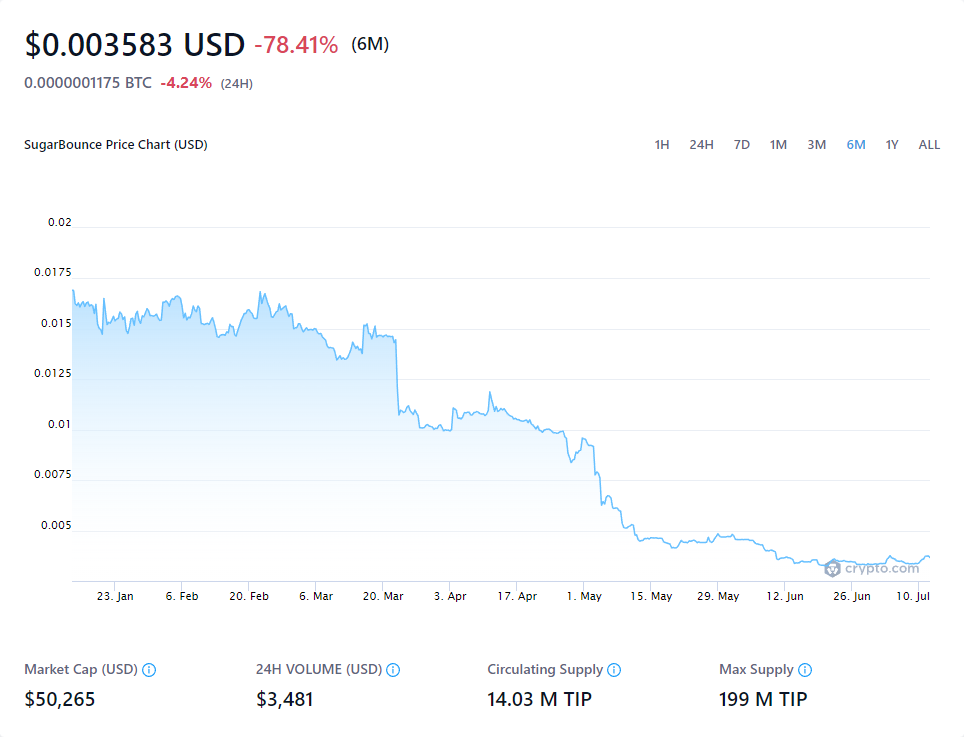 $0.003583 USD -78.41% (6M)
0.0000001175 BTC -4.24% (24H)
SugarBounce Price Chart (USD) 1H 24H 7D 1M 3M 6M 1Y ALL
0.02
0.0175
0.015
0.0125
0.01
0.0075
0.005
crypto.com
23. Jan 6. Feb 20. Feb 6. Mar 20. Mar 3. Apr 17. Apr 1. May 15. May 29. May 12. Jun 26. Jun 10. Jul
Market Cap (USD) 24H VOLUME (USD) Circulating Supply Max Supply
$50,265 $3,481 14.03 M TIP 199 M TIP